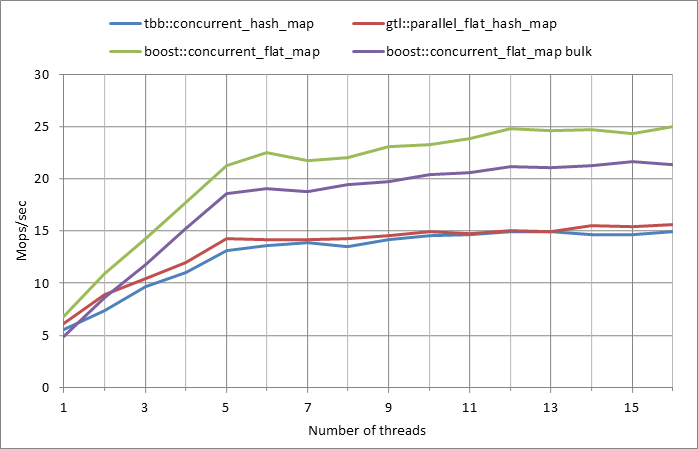 tbb::concurrent_hash_map gtl::parallel_flat_hash_map
boost::concurrent_flat_map boost::concurrent_flat_map bulk
30
25
20
15
10
5
0
Mops/sec
1 3 5 7 9 11 13 15
Number of threads